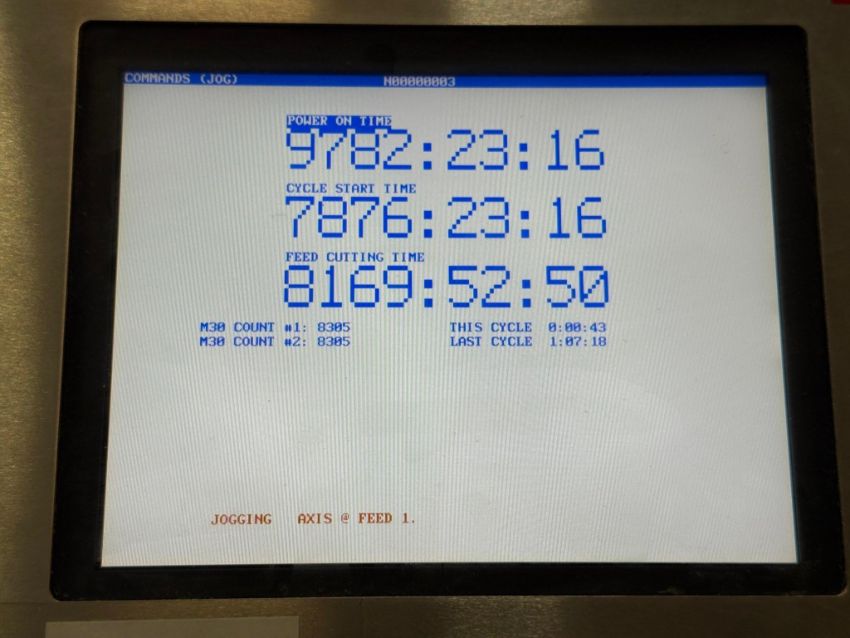 COMMANDS (JOG) N00000003
POWER ON TIME
9782:23:16
CYCLE START TIME
7876:23:16
FEED CUTTING TIME
8169:52:50
M30 COUNT #1: 8305 THIS CYCLE 0:00:43
M30 COUNT #2: 8305 LAST CYCLE 1:07:18
JOGGING AXIS @ FEED 1.